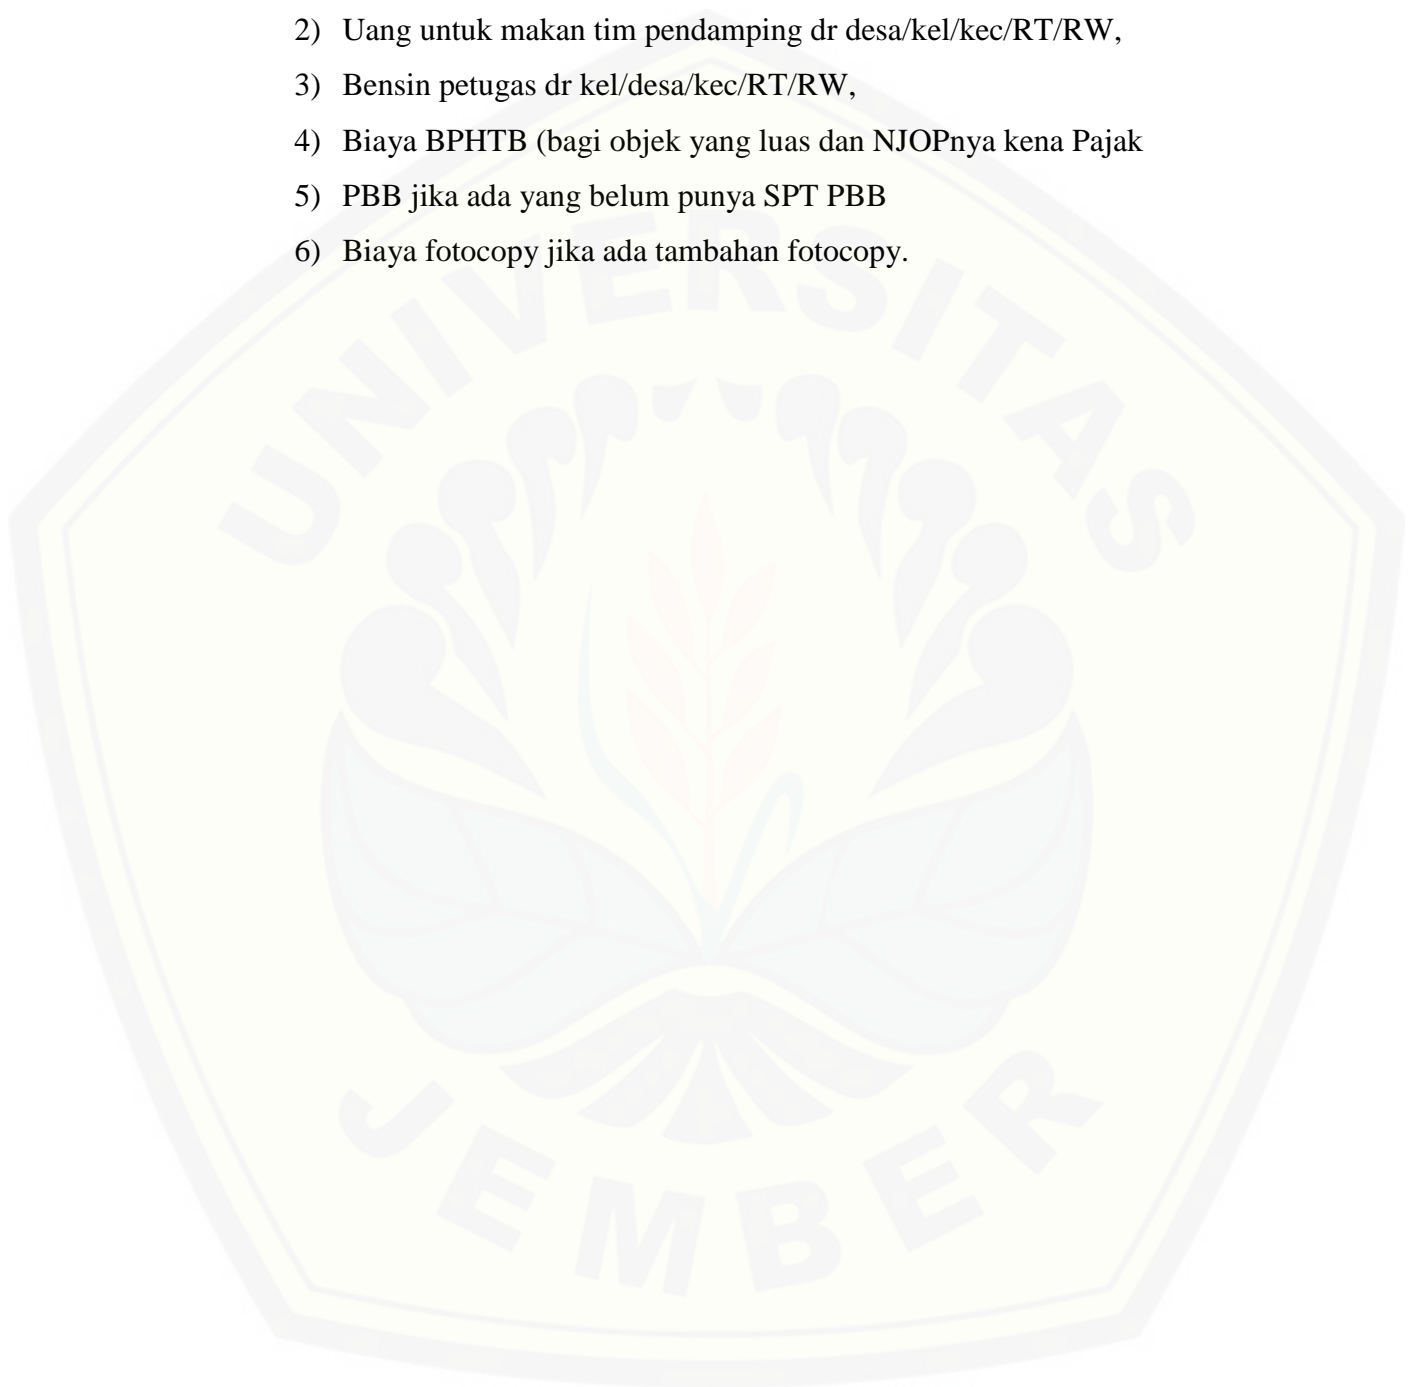 2) Uang untuk makan tim pendamping dr desa/kel/kec/RT/RW,
3) Bensin petugas dr kel/desa/kec/RT/RW,
4) Biaya BPHTB (bagi objek yang luas dan NJOPnya kena Pajak
5) PBB jika ada yang belum punya SPT PBB
6) Biaya fotocopy jika ada tambahan fotocopy.
UNIVERSITAS
JEMBER